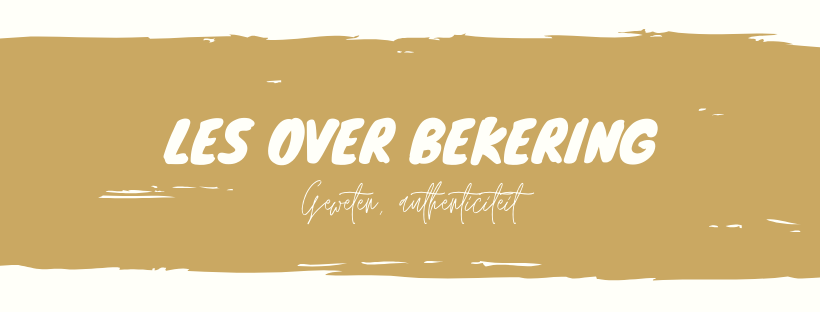 LES OVER BEKERING
Geweten, authenticiteit